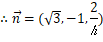 ∴ n⃗ = (√3, −1, 2/h)